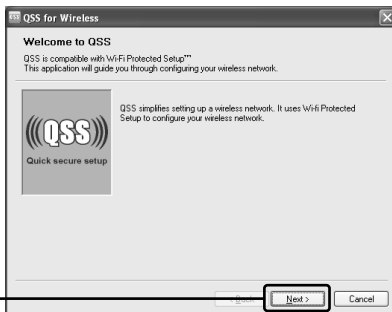 QSS for Wireless
Welcome to QSS
QSS is compatible with Wi-Fi Protected Setup™
This application will guide you through configuring your wireless network.
QSS simplifies setting up a wireless network. It uses Wi-fi Protected
Setup to configure your wireless network.
(((QSS)))
Quick secure setup
< Back
Next >
Cancel